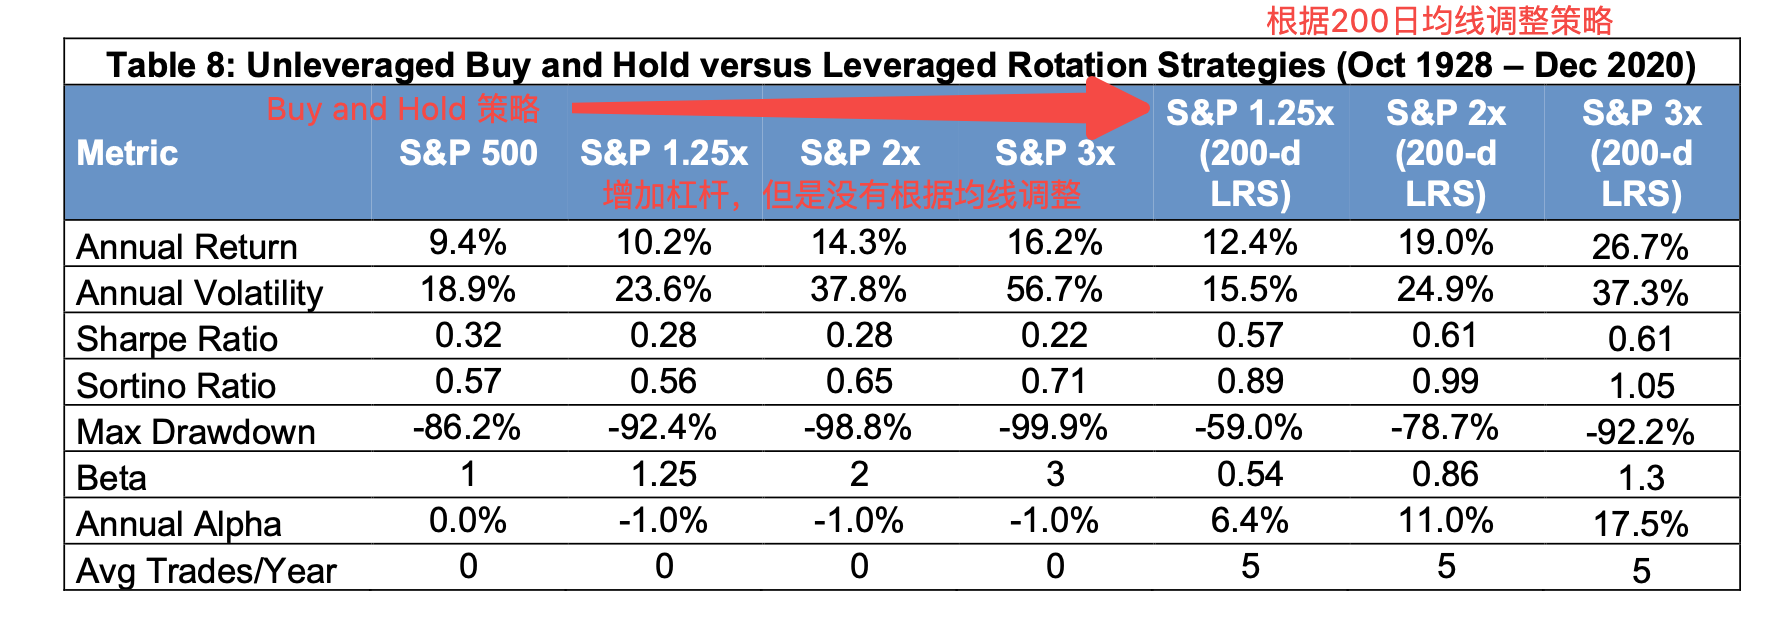 根据200日均线调整策略
Table 8: Unleveraged Buy and Hold versus Leveraged Rotation Strategies (Oct 1928 – Dec 2020)
Buy and Hold 策略
Metric S&P 500 S&P 1.25x S&P 2x S&P 3x S&P 1.25x (200-d LRS) S&P 2x (200-d LRS) S&P 3x (200-d LRS)
增加杠杆，但是没有根据均线调整
Annual Return 9.4% 10.2% 14.3% 16.2% 12.4% 19.0% 26.7%
Annual Volatility 18.9% 23.6% 37.8% 56.7% 15.5% 24.9% 37.3%
Sharpe Ratio 0.32 0.28 0.28 0.22 0.57 0.61 0.61
Sortino Ratio 0.57 0.56 0.65 0.71 0.89 0.99 1.05
Max Drawdown -86.2% -92.4% -98.8% -99.9% -59.0% -78.7% -92.2%
Beta 1 1.25 2 3 0.54 0.86 1.3
Annual Alpha 0.0% -1.0% -1.0% -1.0% 6.4% 11.0% 17.5%
Avg Trades/Year 0 0 0 0 5 5 5